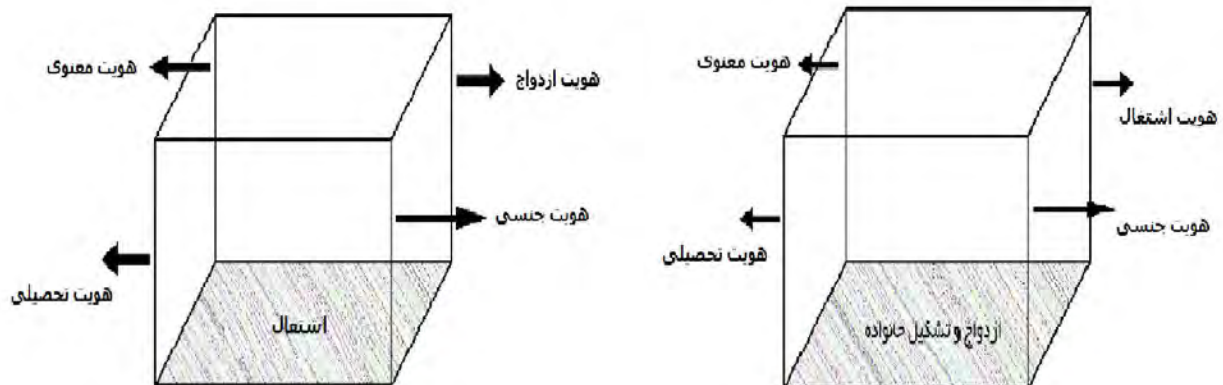 هویت معنوی
هویت ازدواج
هویت جنسی
هویت تحصیلی
اشتغال
هویت معنوی
هویت اشتغال
هویت جنسی
هویت تحصیلی
ازدواج و تشکیل خانواده